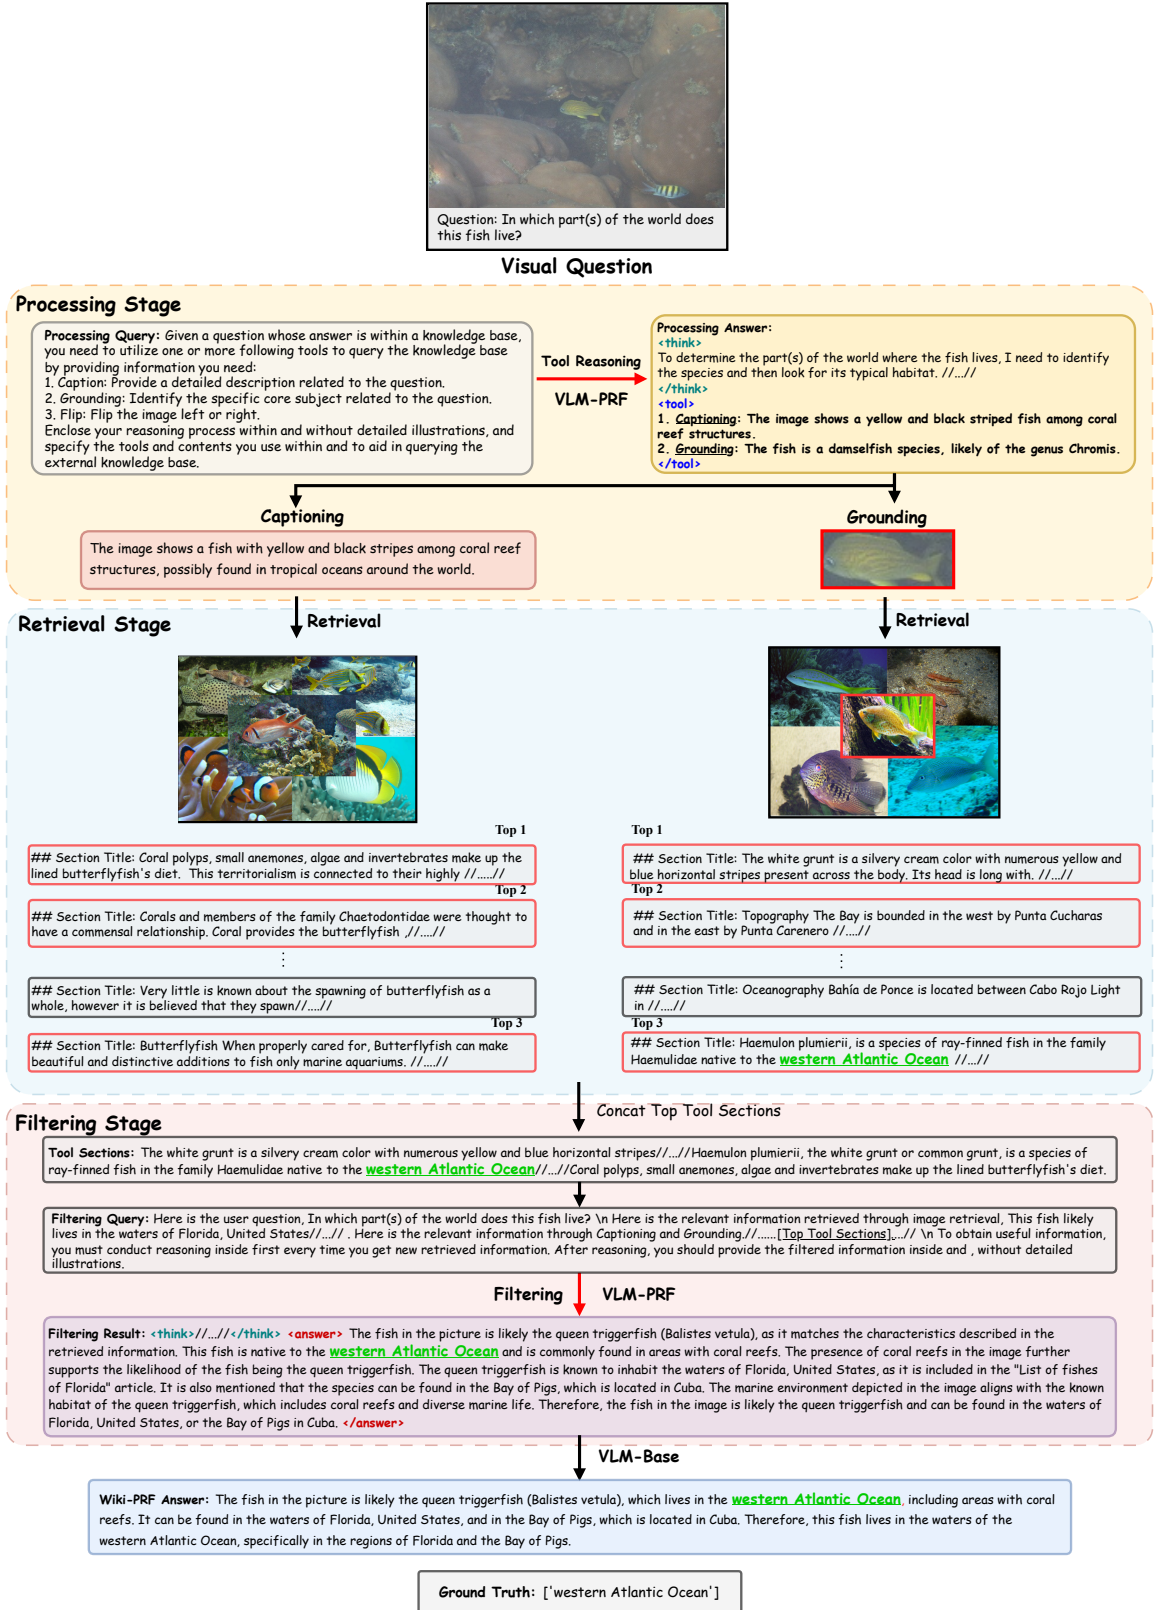 Question: In which part(s) of the world does
this fish live?
Visual Question
Processing Stage
Processing Query: Given a question whose answer is within a knowledge base,
you need to utilize one or more following tools to query the knowledge base
by providing information you need:
1. Caption: Provide a detailed description related to the question.
2. Grounding: Identify the specific core subject related to the question.
3. Flip: Flip the image left or right.
Enclose your reasoning process within and without detailed illustrations, and
specify the tools and contents you use within and to aid in querying the
external knowledge base.
Tool Reasoning
VLM-PRF
Processing Answer:
<think>
To determine the part(s) of the world where the fish lives, I need to identify
the species and then look for its typical habitat. //...//
</think>
<tool>
1. Captioning: The image shows a yellow and black striped fish among coral
reef structures.
2. Grounding: The fish is a damselfish species, likely of the genus Chromis.
</tool>
Captioning
The image shows a fish with yellow and black stripes among coral reef
structures, possibly found in tropical oceans around the world.
Grounding
Retrieval Stage
Retrieval
Retrieval
Top 1
## Section Title: Coral polyps, small anemones, algae and invertebrates make up the
lined butterflyfish's diet. This territorialism is connected to their highly //.....//
Top 2
## Section Title: Corals and members of the family Chaetodontidae were thought to
have a commensal relationship. Coral provides the butterflyfish ,//....//
⋮
## Section Title: Very little is known about the spawning of butterflyfish as a
whole, however it is believed that they spawn//....//
Top 3
## Section Title: Butterflyfish When properly cared for, Butterflyfish can make
beautiful and distinctive additions to fish only marine aquariums. //....//
Top 1
## Section Title: The white grunt is a silvery cream color with numerous yellow and
blue horizontal stripes present across the body. Its head is long with. //...//
Top 2
## Section Title: Topography The Bay is bounded in the west by Punta Cucharas
and in the east by Punta Carenero //....//
⋮
## Section Title: Oceanography Bahía de Ponce is located between Cabo Rojo Light
in //....//
Top 3
## Section Title: Haemulon plumierii, is a species of ray-finned fish in the family
Haemulidae native to the western Atlantic Ocean //...//
Concat Top Tool Sections
Filtering Stage
Tool Sections: The white grunt is a silvery cream color with numerous yellow and blue horizontal stripes//...//Haemulon plumierii, the white grunt or common grunt, is a species of
ray-finned fish in the family Haemulidae native to the western Atlantic Ocean//...//Coral polyps, small anemones, algae and invertebrates make up the lined butterflyfish's diet.
Filtering Query: Here is the user question, In which part(s) of the world does this fish live? \n Here is the relevant information retrieved through image retrieval, This fish likely
lives in the waters of Florida, United States//...// . Here is the relevant information through Captioning and Grounding.//......[Top Tool Sections]....// \n To obtain useful information,
you must conduct reasoning inside first every time you get new retrieved information. After reasoning, you should provide the filtered information inside and , without detailed
illustrations.
Filtering VLM-PRF
Filtering Result: <think>//...//</think> <answer> The fish in the picture is likely the queen triggerfish (Balistes vetula), as it matches the characteristics described in the
retrieved information. This fish is native to the western Atlantic Ocean and is commonly found in areas with coral reefs. The presence of coral reefs in the image further
supports the likelihood of the fish being the queen triggerfish. The queen triggerfish is known to inhabit the waters of Florida, United States, as it is included in the "List of fishes
of Florida" article. It is also mentioned that the species can be found in the Bay of Pigs, which is located in Cuba. The marine environment depicted in the image aligns with the known
habitat of the queen triggerfish, which includes coral reefs and diverse marine life. Therefore, the fish in the image is likely the queen triggerfish and can be found in the waters of
Florida, United States, or the Bay of Pigs in Cuba. </answer>
VLM-Base
Wiki-PRF Answer: The fish in the picture is likely the queen triggerfish (Balistes vetula), which lives in the western Atlantic Ocean, including areas with coral
reefs. It can be found in the waters of Florida, United States, and in the Bay of Pigs, which is located in Cuba. Therefore, this fish lives in the waters of the
western Atlantic Ocean, specifically in the regions of Florida and the Bay of Pigs.
Ground Truth: ['western Atlantic Ocean']